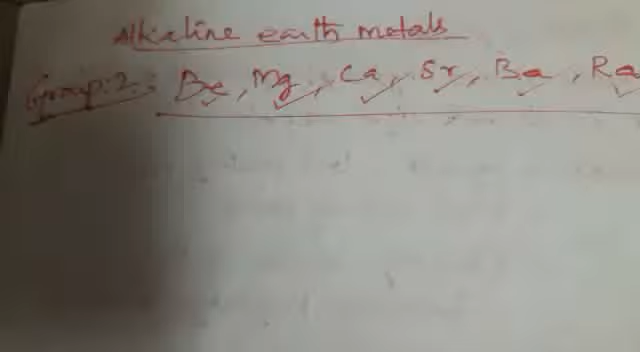 Alkaline earth metals
Group: 2 : Be, Mg, Ca, Sr, Ba, Ra